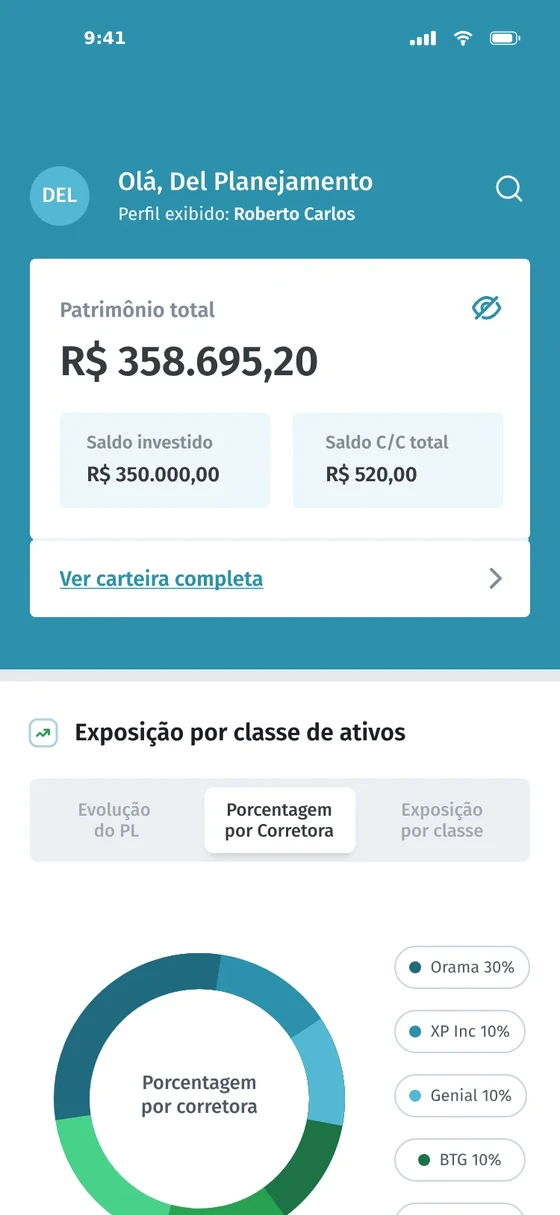 9:41
DEL
Olá, Del Planejamento
Perfil exibido: Roberto Carlos
Patrimônio total
R$ 358.695,20
Saldo investido
R$ 350.000,00
Saldo C/C total
R$ 520,00
Ver carteira completa
Exposição por classe de ativos
Evolução
do PL
Porcentagem
por Corretora
Exposição
por classe
Porcentagem
por corretora
Orama 30%
XP Inc 10%
Genial 10%
BTG 10%